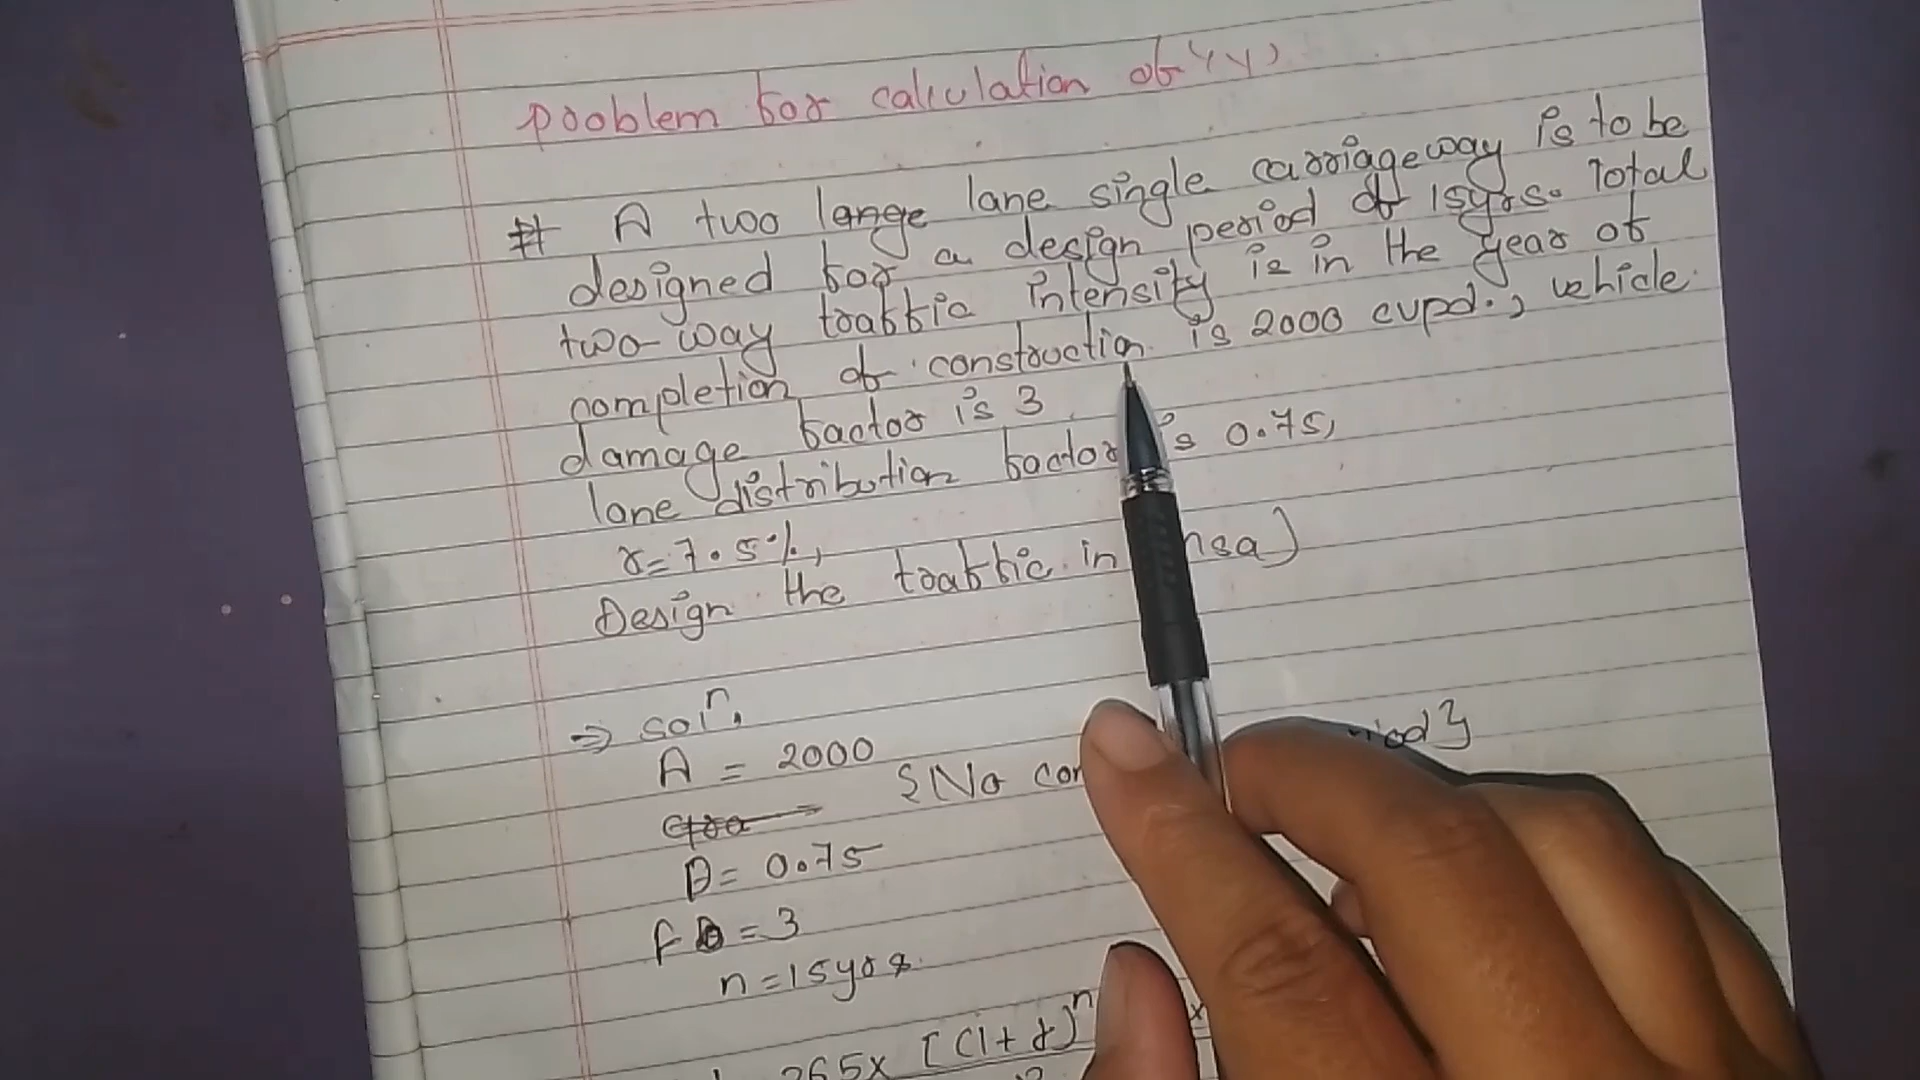 problem for calculation of "y"
# A two lange lane single carriageway is to be
designed for a design period of 15yrs. Total
two-way traffic intensity is in the year of
completion of construction is 2000 cvpd., vehicle
damage factor is 3
lane distribution factor is 0.75,
r=7.5%,
Design the traffic in msa)
⇒ solⁿ,
A = 2000
{No
D= 0.75
F = 3
n=15yrs.
365x [(1+r)ⁿ x